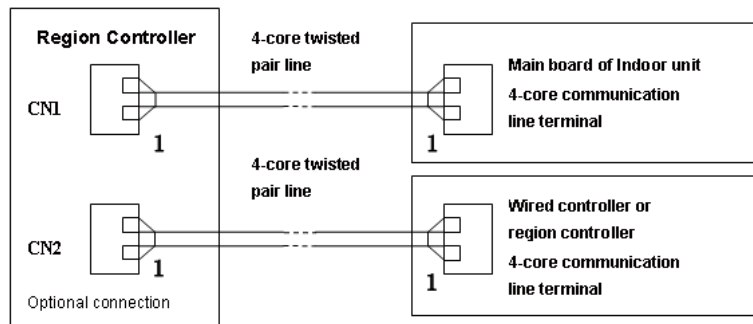 Region Controller
4-core twisted
pair line
Main board of Indoor unit
4-core communication
line terminal
CN1
1
1
4-core twisted
pair line
Wired controller or
region controller
4-core communication
line terminal
CN2
1
1
Optional connection